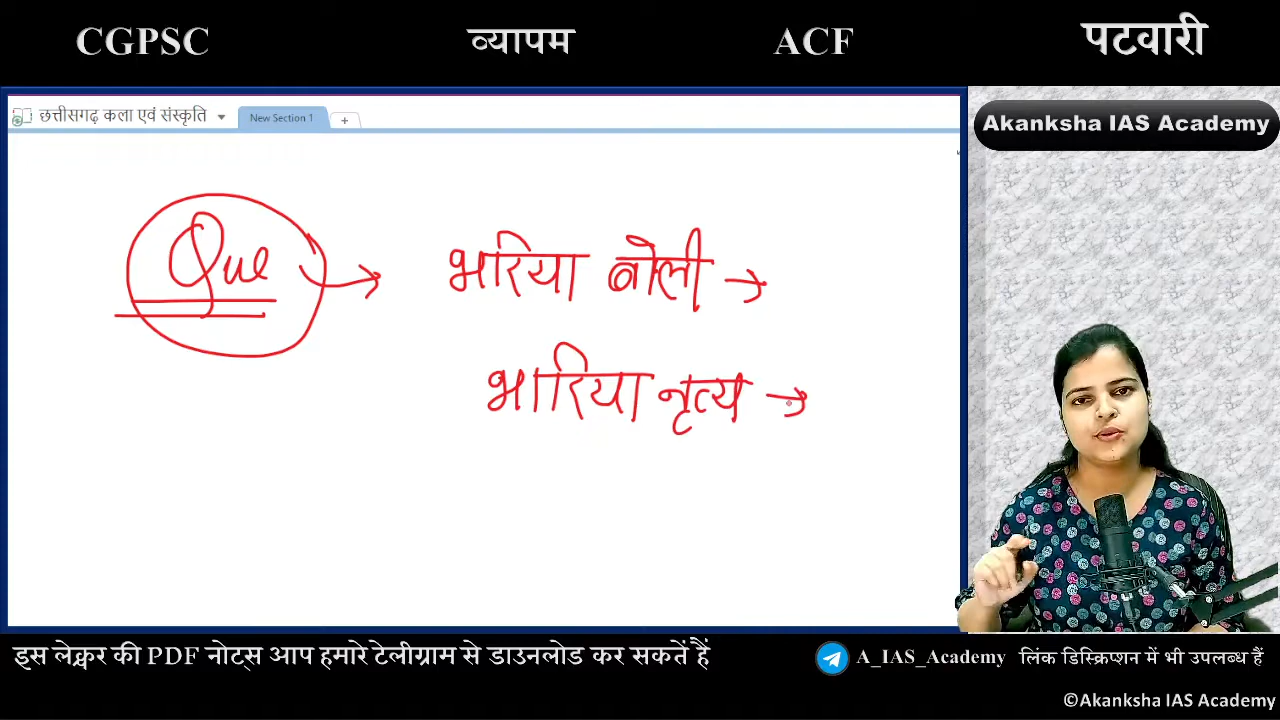 CGPSC व्यापम ACF पटवारी
छत्तीसगढ़ कला एवं संस्कृति New Section 1 +
Akanksha IAS Academy
Que → भरिया बोली →
भारिया नृत्य →
इस लेक्चर की PDF नोट्स आप हमारे टेलीग्राम से डाउनलोड कर सकतें हैं A_IAS_Academy लिंक डिस्क्रिप्शन में भी उपलब्ध हैं
©Akanksha IAS Academy